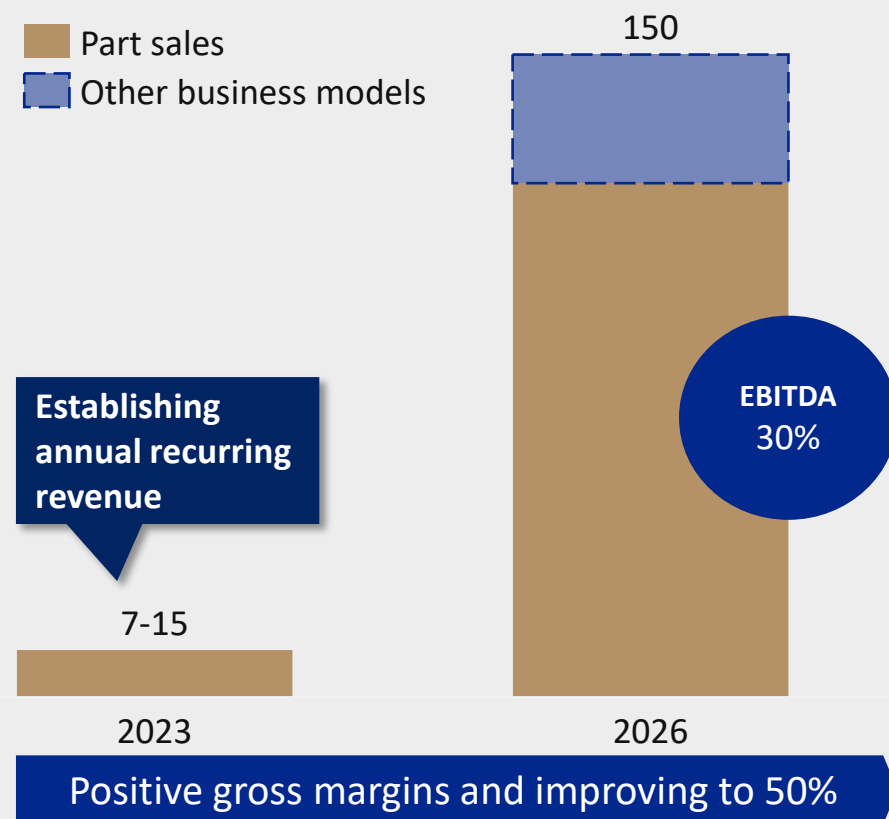 Part sales
Other business models
150
Establishing
annual recurring
revenue
EBITDA
30%
7-15
2023
2026
Positive gross margins and improving to 50%